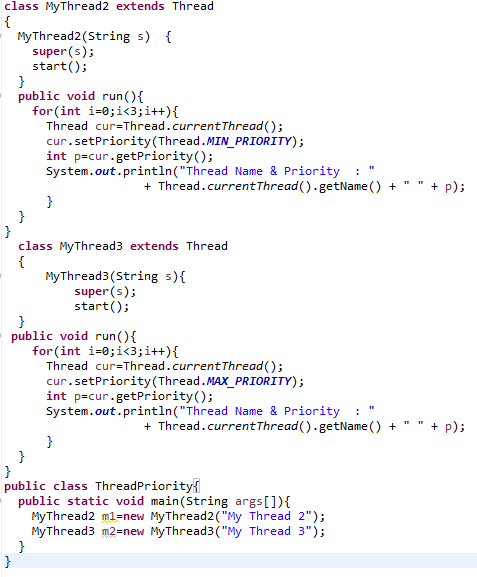 class MyThread2 extends Thread
{
MyThread2(String s)  {
super(s);
start();
}
public void run(){
for(int i=0;i<3;i++){
Thread cur=Thread.currentThread();
cur.setPriority(Thread.MIN_PRIORITY);
int p=cur.getPriority();
System.out.println("Thread Name & Priority  : "
+ Thread.currentThread().getName() + " " + p);
}
}
}
class MyThread3 extends Thread
{
MyThread3(String s){
super(s);
start();
}
public void run(){
for(int i=0;i<3;i++){
Thread cur=Thread.currentThread();
cur.setPriority(Thread.MAX_PRIORITY);
int p=cur.getPriority();
System.out.println("Thread Name & Priority  : "
+ Thread.currentThread().getName() + " " + p);
}
}
}
public class ThreadPriority{
public static void main(String args[]){
MyThread2 m1=new MyThread2("My Thread 2");
MyThread3 m2=new MyThread3("My Thread 3");
}
}